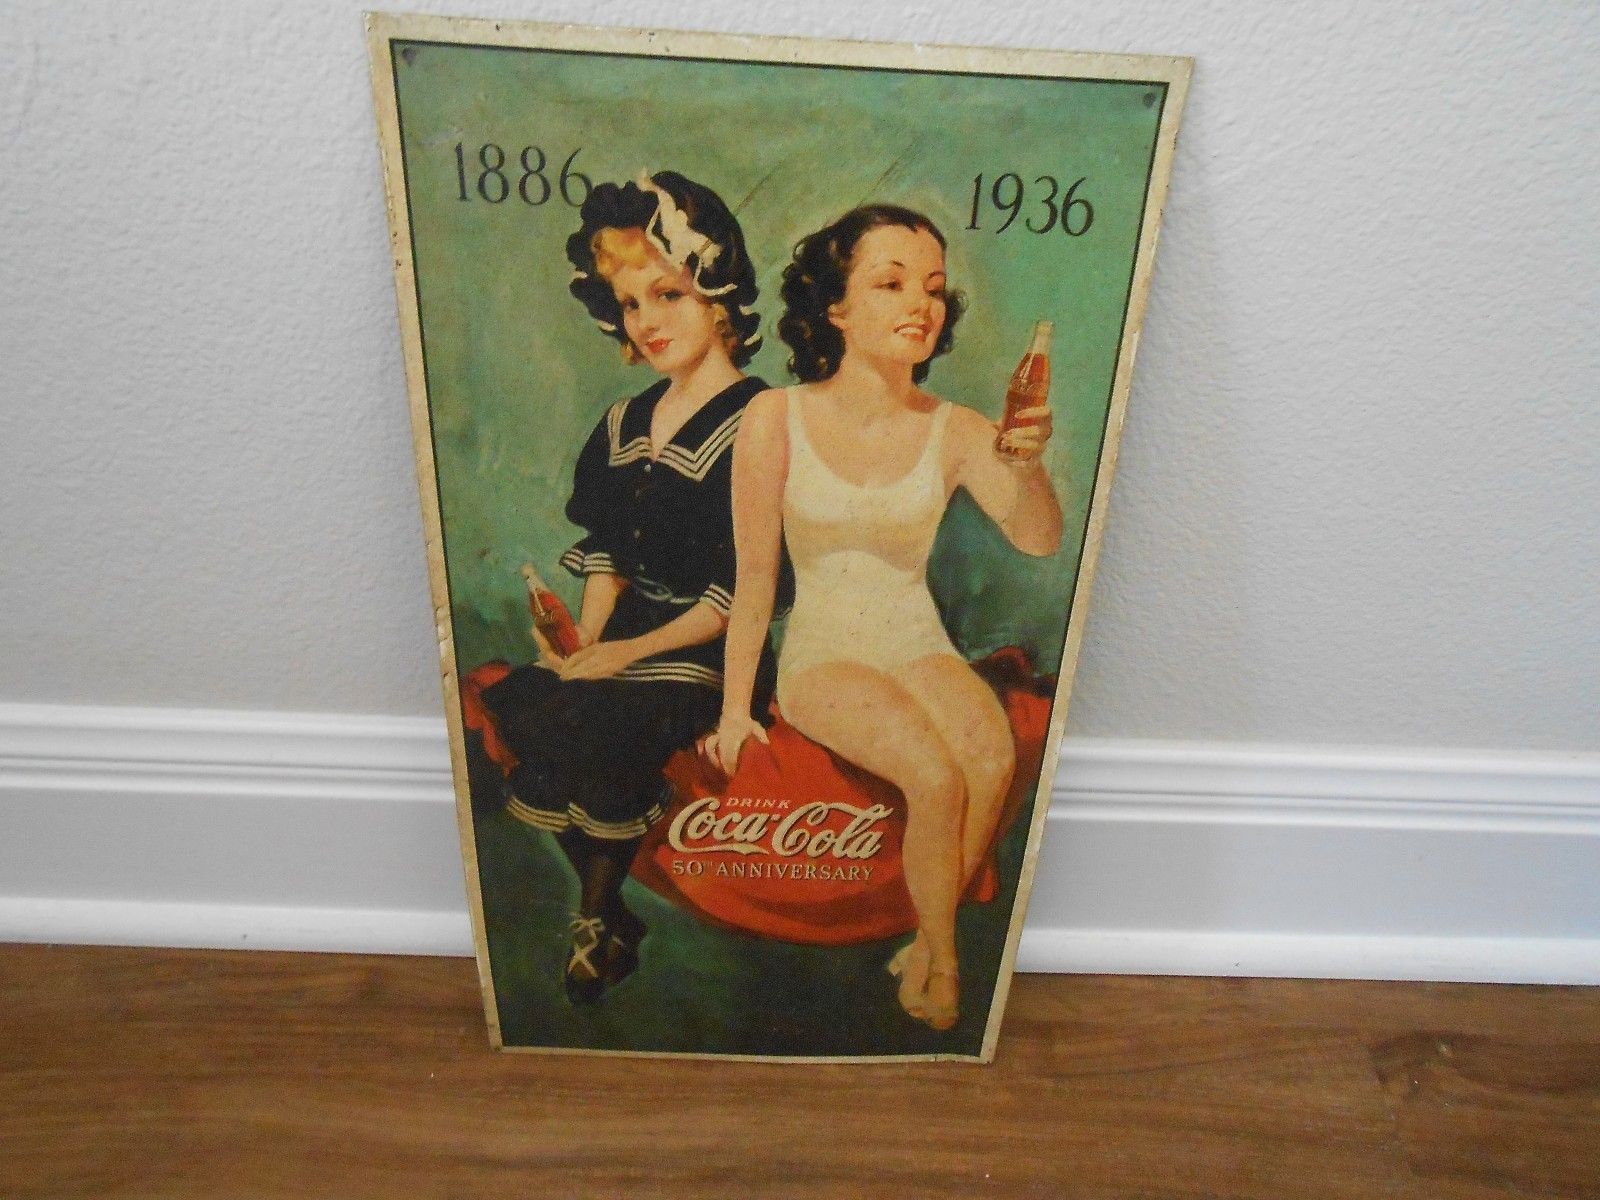 1886
1936
DRINK
Coca-Cola
50TH ANNIVERSARY